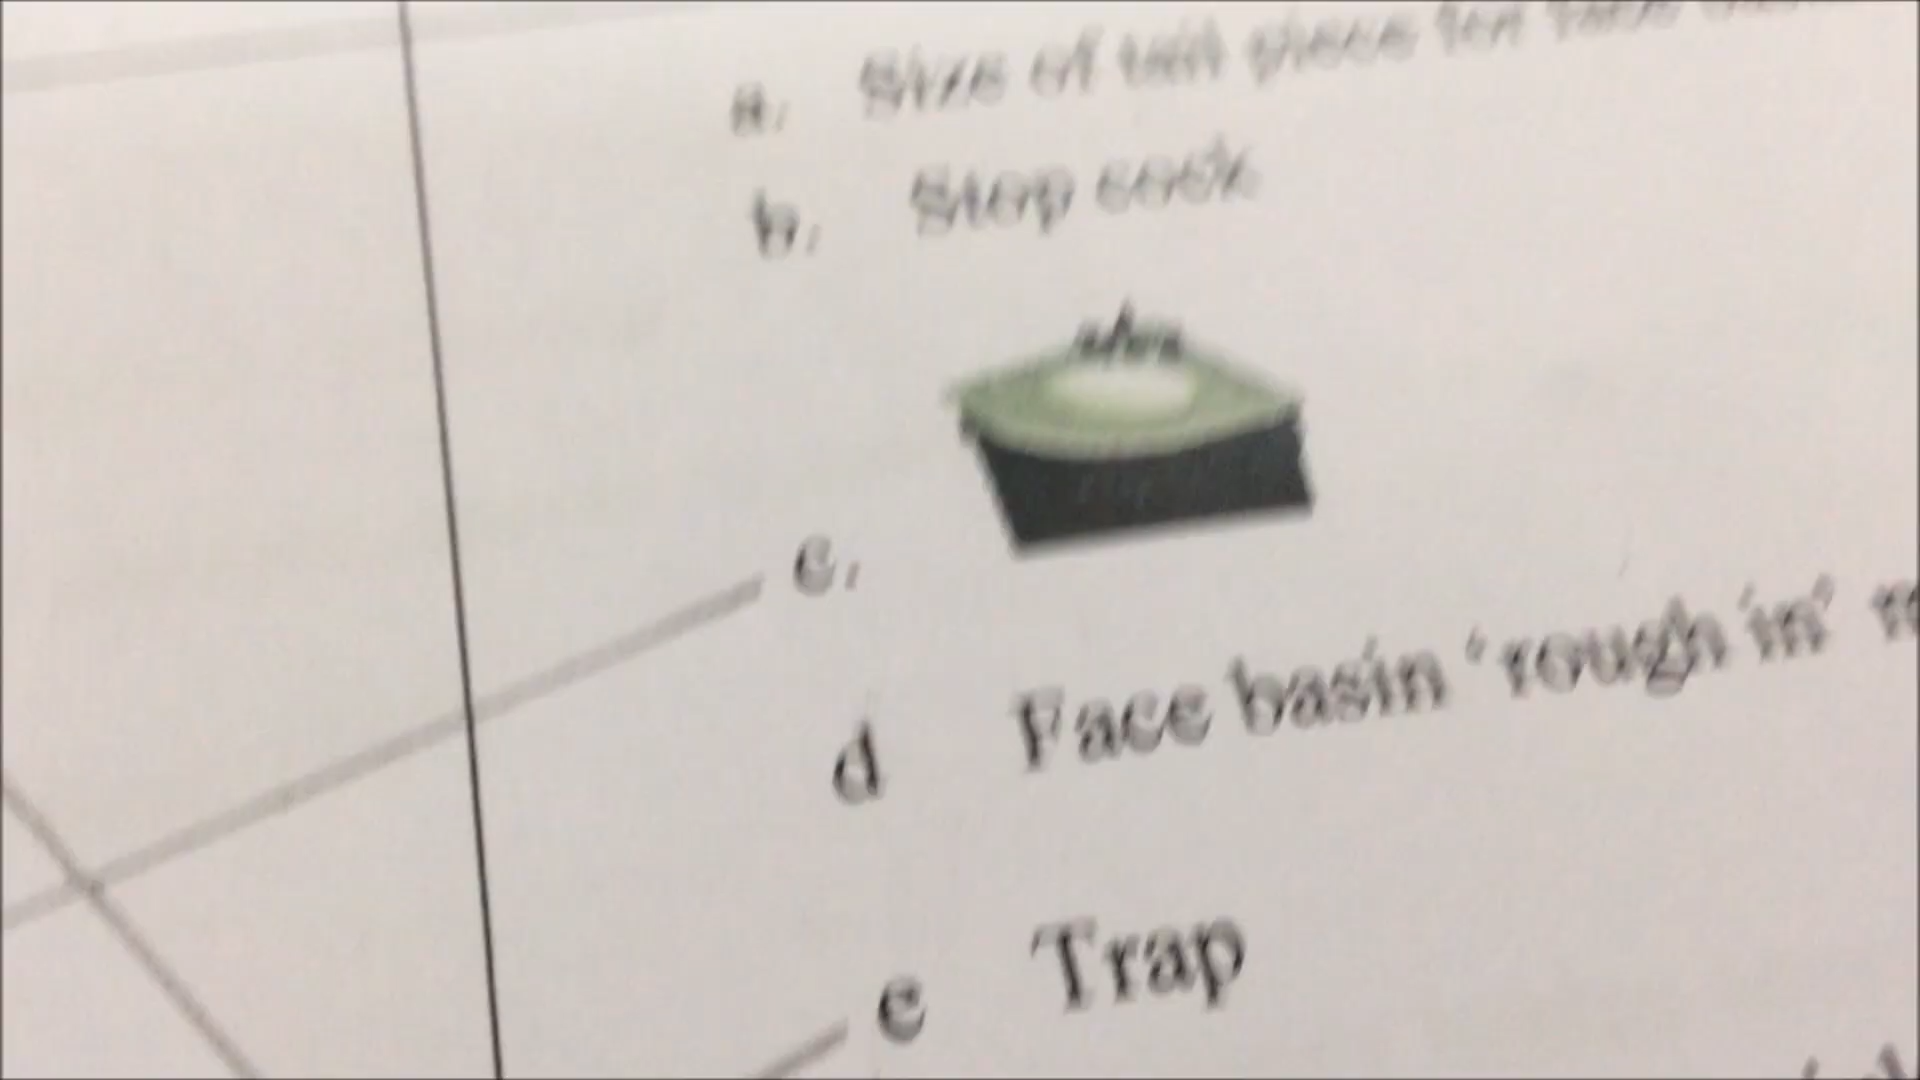 a. Size of tail piece for face
b. Stop cock
c.
d Face basin 'rough in'
e Trap